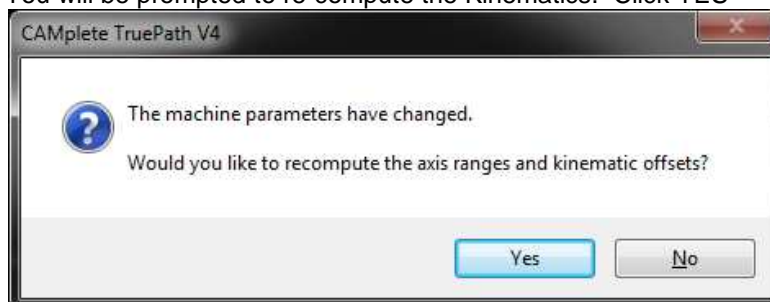 You will be prompted to re-compute the Kinematics. Click YES
CAMplete TruePath V4
The machine parameters have changed.
Would you like to recompute the axis ranges and kinematic offsets?
Yes
No